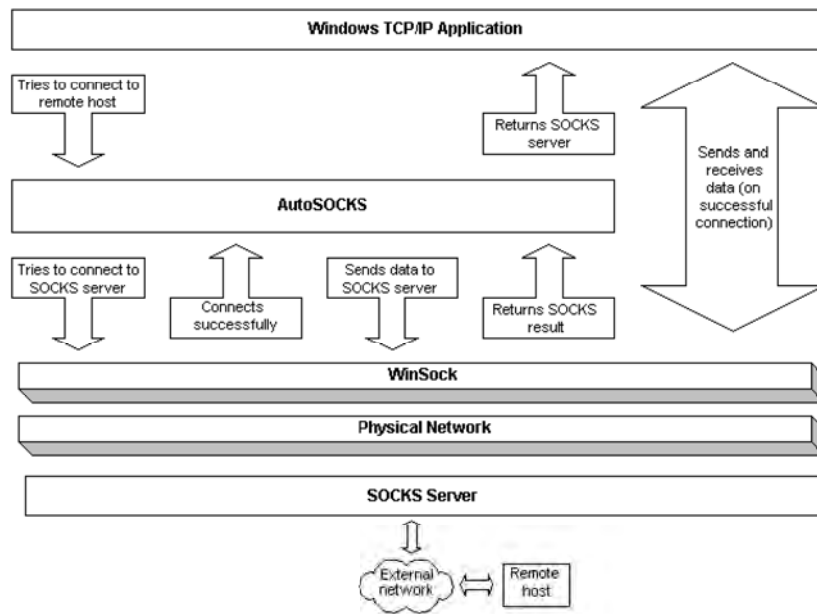 Windows TCP/IP Application
Tries to connect to
remote host
Returns SOCKS
server
Sends and
receives
data (on
successful
connection)
AutoSOCKS
Tries to connect to
SOCKS server
Connects
successfully
Sends data to
SOCKS server
Returns SOCKS
result
WinSock
Physical Network
SOCKS Server
External
network
Remote
host